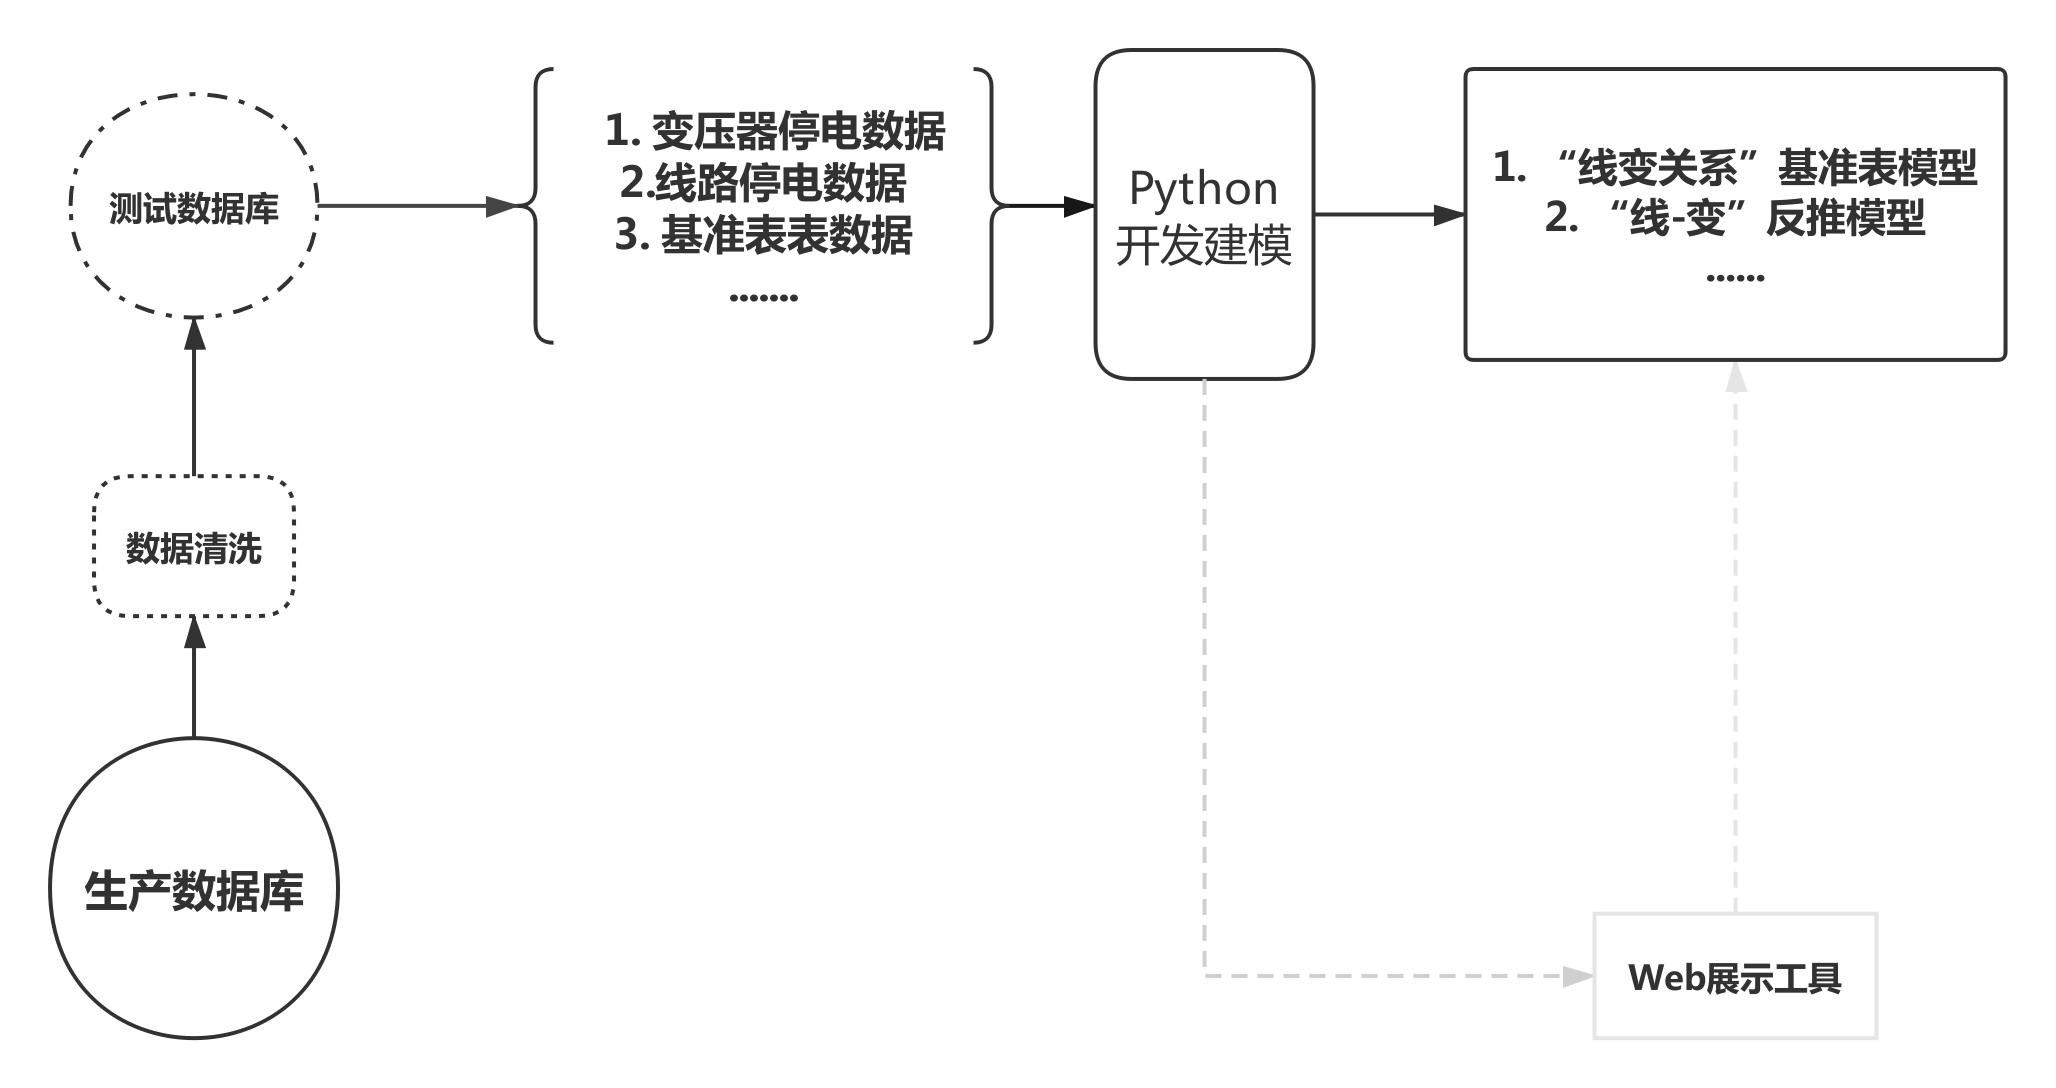 测试数据库
1. 变压器停电数据
2.线路停电数据
3. 基准表表数据
.......
Python
开发建模
1. “线变关系”基准表模型
2. “线-变”反推模型
......
数据清洗
生产数据库
Web展示工具